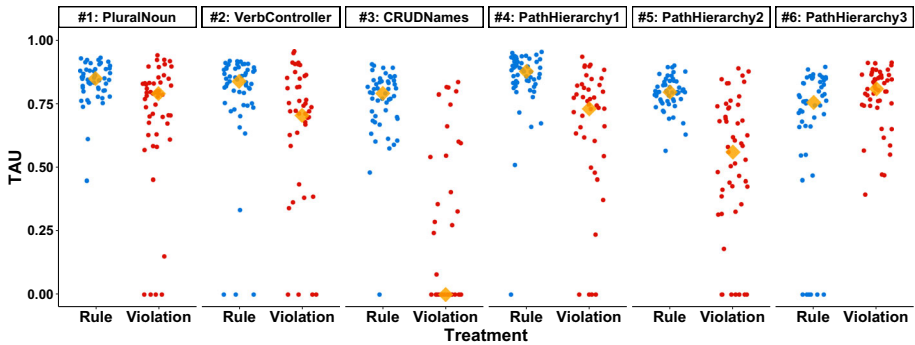 #1: PluralNoun #2: VerbController #3: CRUDNames #4: PathHierarchy1 #5: PathHierarchy2 #6: PathHierarchy3
1.00
0.75
0.50
0.25
0.00
TAU
Rule Violation Rule Violation Rule Violation Rule Violation Rule Violation Rule Violation
Treatment